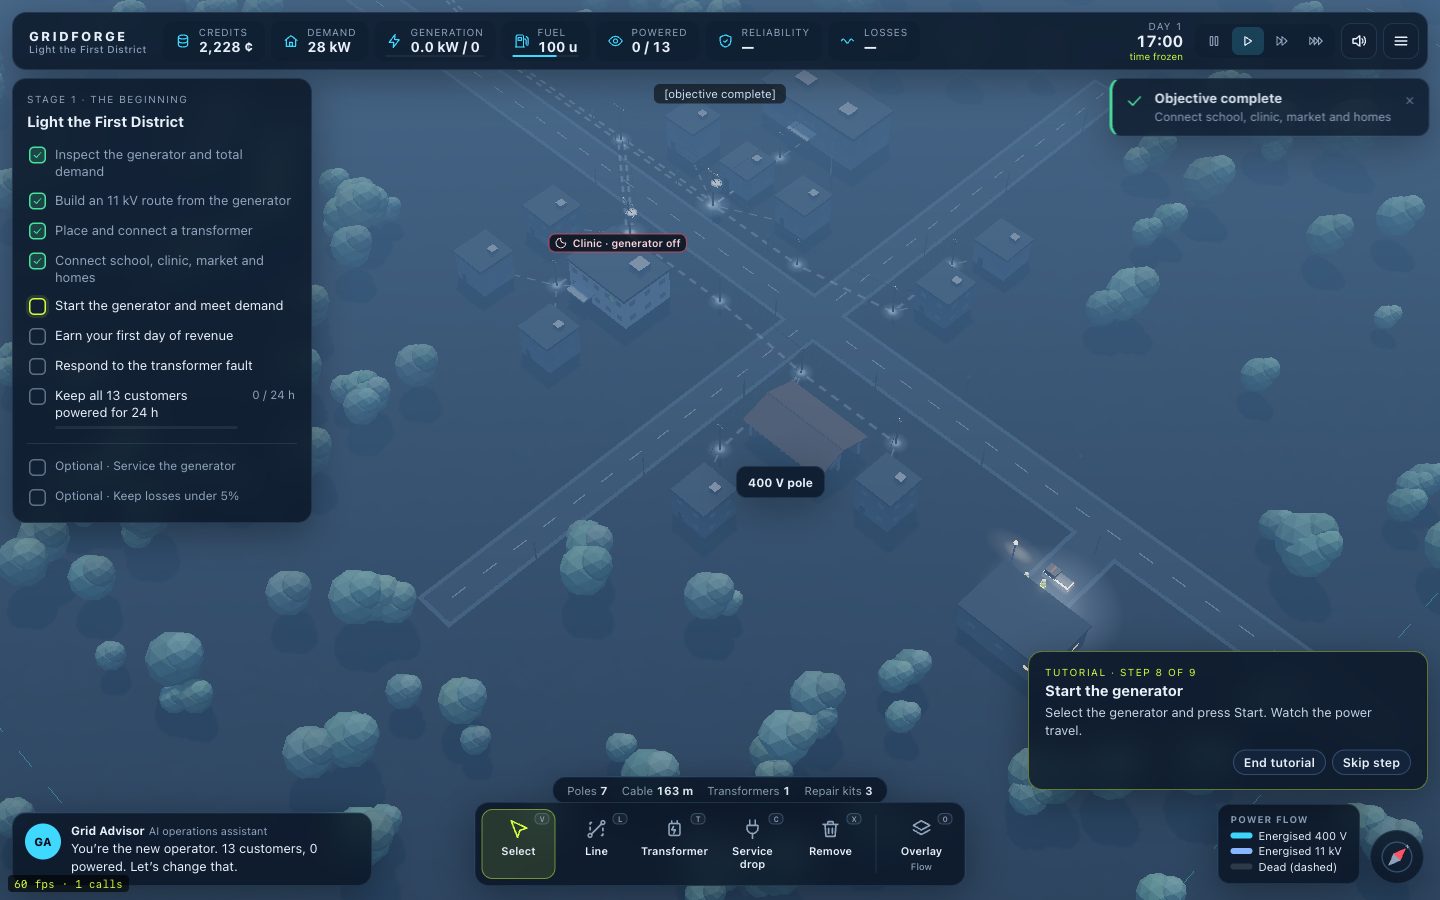 GRIDFORGE
Light the First District
CREDITS
2,228 ¢
DEMAND
28 kW
GENERATION
0.0 kW / 0
FUEL
100 u
POWERED
0 / 13
RELIABILITY
—
LOSSES
—
DAY 1
17:00
time frozen
STAGE 1 · THE BEGINNING
Light the First District
Inspect the generator and total
demand
Build an 11 kV route from the generator
Place and connect a transformer
Connect school, clinic, market and
homes
Start the generator and meet demand
Earn your first day of revenue
Respond to the transformer fault
Keep all 13 customers
powered for 24 h
0 / 24 h
Optional · Service the generator
Optional · Keep losses under 5%
[objective complete]
Objective complete
Connect school, clinic, market and homes
Clinic · generator off
400 V pole
TUTORIAL · STEP 8 OF 9
Start the generator
Select the generator and press Start. Watch the power
travel.
End tutorial
Skip step
Poles 7 Cable 163 m Transformers 1 Repair kits 3
V
Select
L
Line
T
Transformer
C
Service
drop
X
Remove
O
Overlay
Flow
GA
Grid Advisor AI operations assistant
You're the new operator. 13 customers, 0
powered. Let's change that.
60 fps · 1 calls
POWER FLOW
Energised 400 V
Energised 11 kV
Dead (dashed)